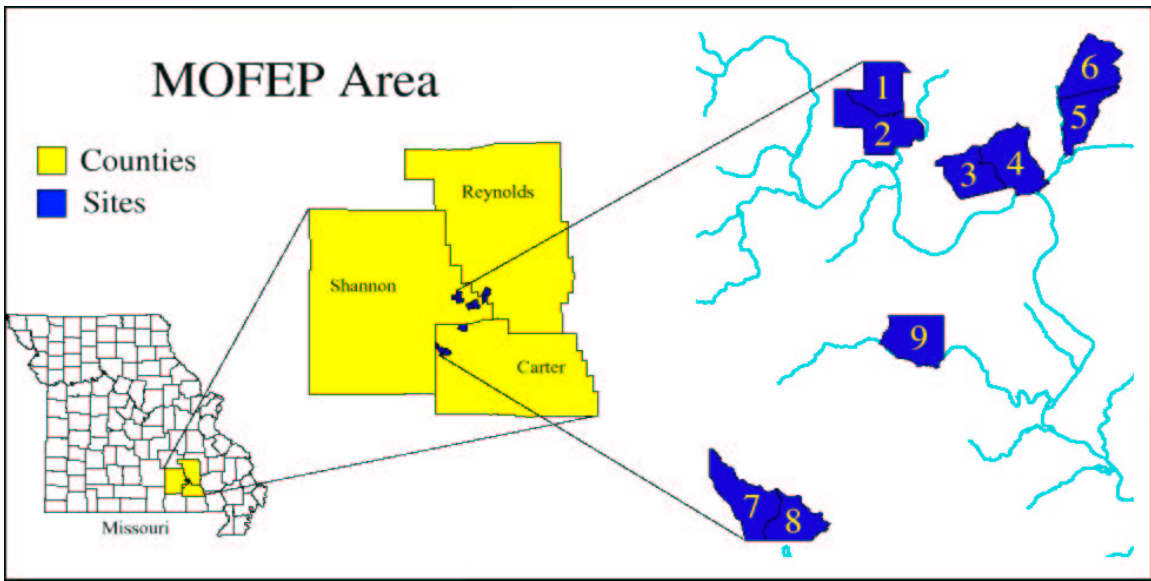 MOFEP Area
Counties
Sites
Reynolds
Shannon
Carter
Missouri
1
2
3
4
5
6
7
8
9